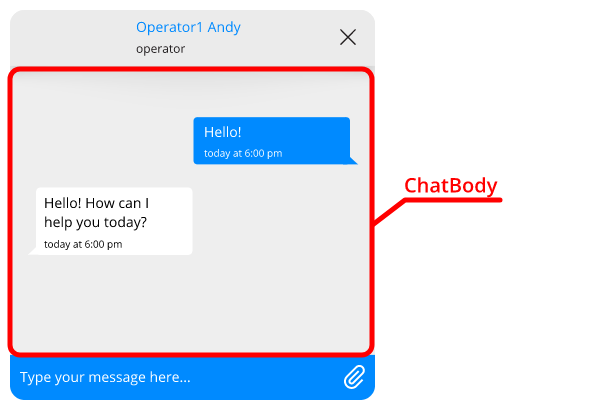 Operator1 Andy
operator
Hello!
today at 6:00 pm
ChatBody
Hello! How can I
help you today?
today at 6:00 pm
Type your message here...